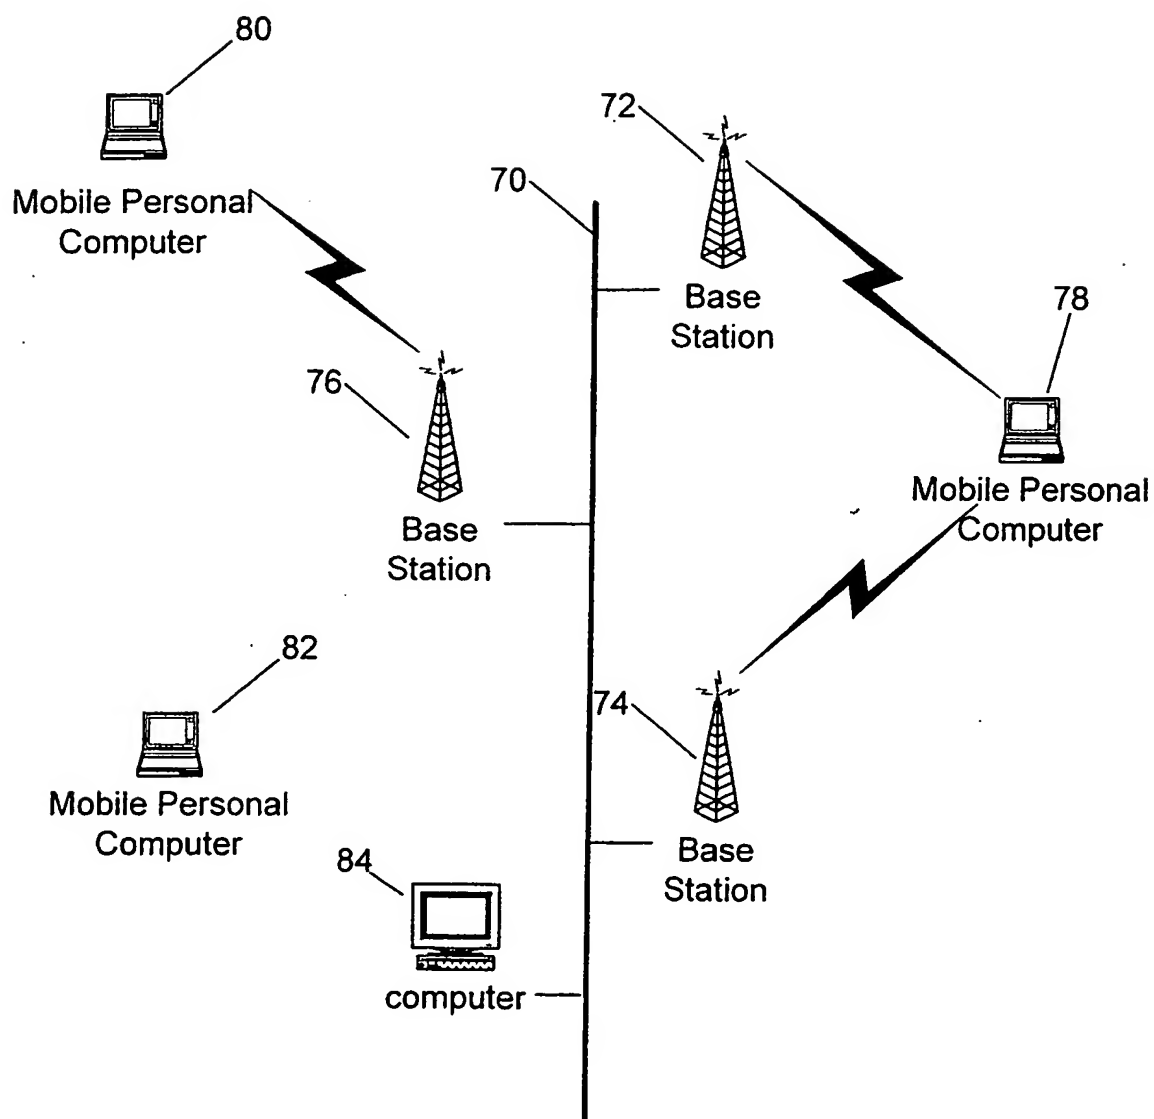 80
Mobile Personal
Computer
72
70
Base
Station
78
Mobile Personal
Computer
76
Base
Station
82
Mobile Personal
Computer
74
Base
Station
84
computer